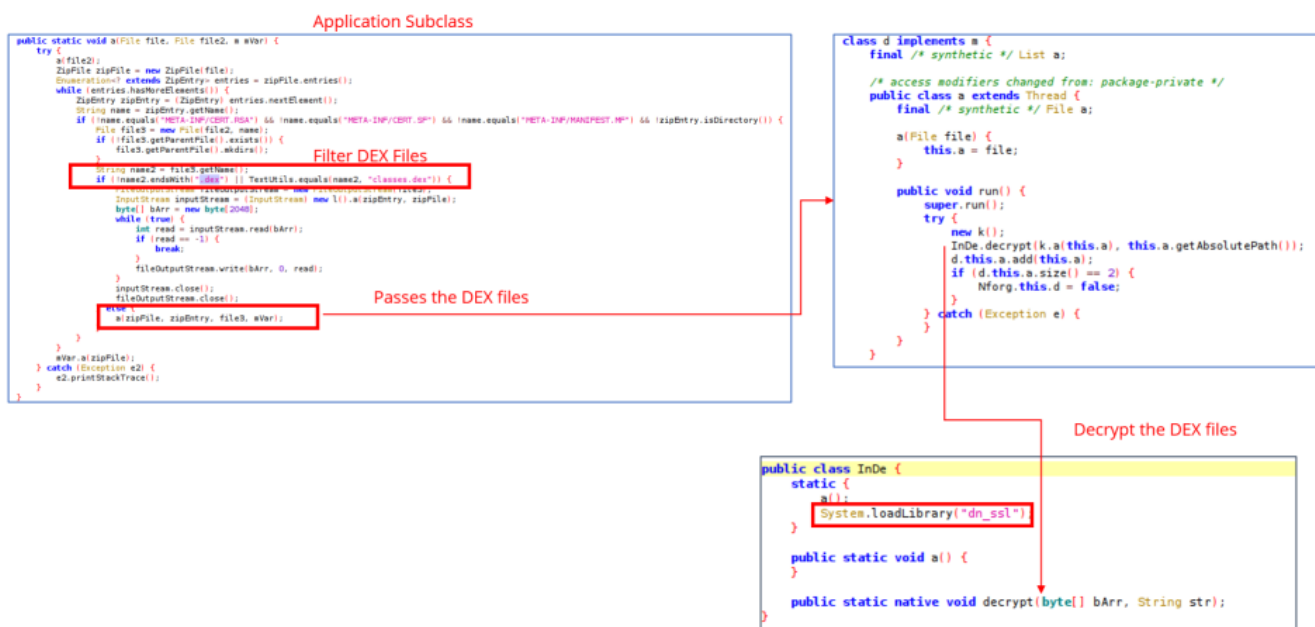 Application Subclass
public static void a(File file, File file2, m mVar) {
try {
a(file2);
ZipFile zipFile = new ZipFile(file);
Enumeration<? extends ZipEntry> entries = zipFile.entries();
while (entries.hasMoreElements()) {
ZipEntry zipEntry = (ZipEntry) entries.nextElement();
String name = zipEntry.getName();
if (!name.equals("META-INF/CERT.RSA") && !name.equals("META-INF/CERT.SF") && !name.equals("META-INF/MANIFEST.MF") && !zipEntry.isDirectory()) {
File file3 = new File(file2, name);
if (!file3.getParentFile().exists()) {
file3.getParentFile().mkdirs();
}
Filter DEX Files
String name2 = file3.getName();
if (!name2.endsWith(".dex") || TextUtils.equals(name2, "classes.dex")) {
FileOutputStream fileOutputStream = new FileOutputStream(file3);
InputStream inputStream = (InputStream) new l().a(zipEntry, zipFile);
byte[] bArr = new byte[2048];
while (true) {
int read = inputStream.read(bArr);
if (read == -1) {
break;
}
fileOutputStream.write(bArr, 0, read);
}
inputStream.close();
fileOutputStream.close();
else {
a(zipFile, zipEntry, file3, mVar);
}
}
mVar.a(zipFile);
} catch (Exception e2) {
e2.printStackTrace();
}
}
Passes the DEX files
class d implements m {
final /* synthetic */ List a;
/* access modifiers changed from: package-private */
public class a extends Thread {
final /* synthetic */ File a;
a(File file) {
this.a = file;
}
public void run() {
super.run();
try {
new k();
InDe.decrypt(k.a(this.a), this.a.getAbsolutePath());
d.this.a.add(this.a);
if (d.this.a.size() == 2) {
Nforg.this.d = false;
}
} catch (Exception e) {
}
}
}
Decrypt the DEX files
public class InDe {
static {
a();
System.loadLibrary("dn_ssl")
}
public static void a() {
}
public static native void decrypt(byte[] bArr, String str);
}